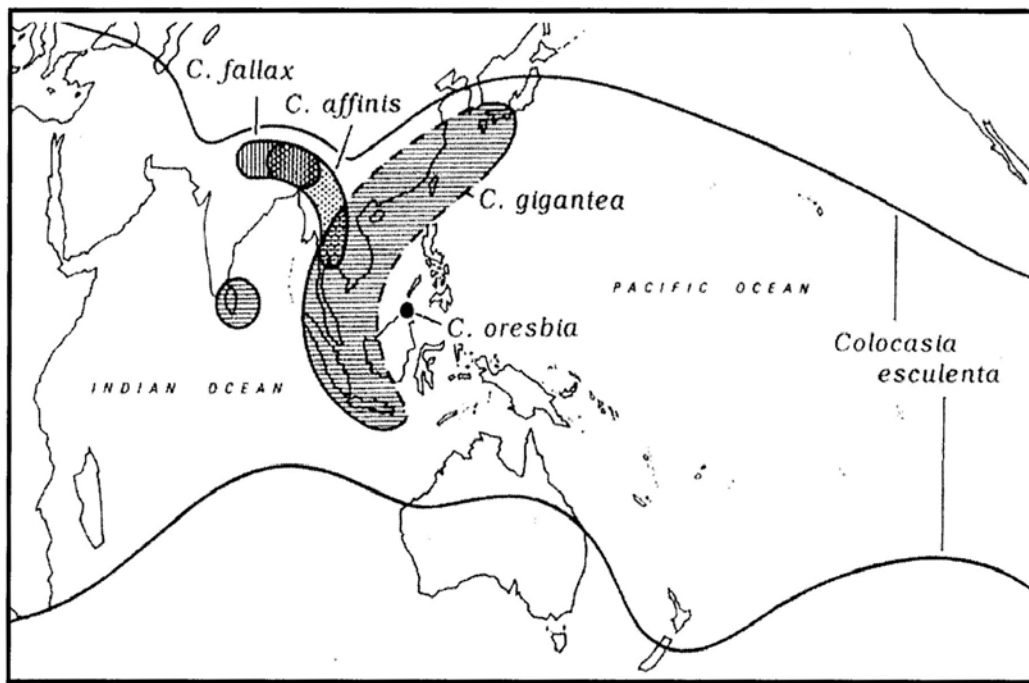 C. fallax
C. affinis
C. gigantea
PACIFIC OCEAN
C. oresbia
Colocasia
esculenta
INDIAN OCEAN